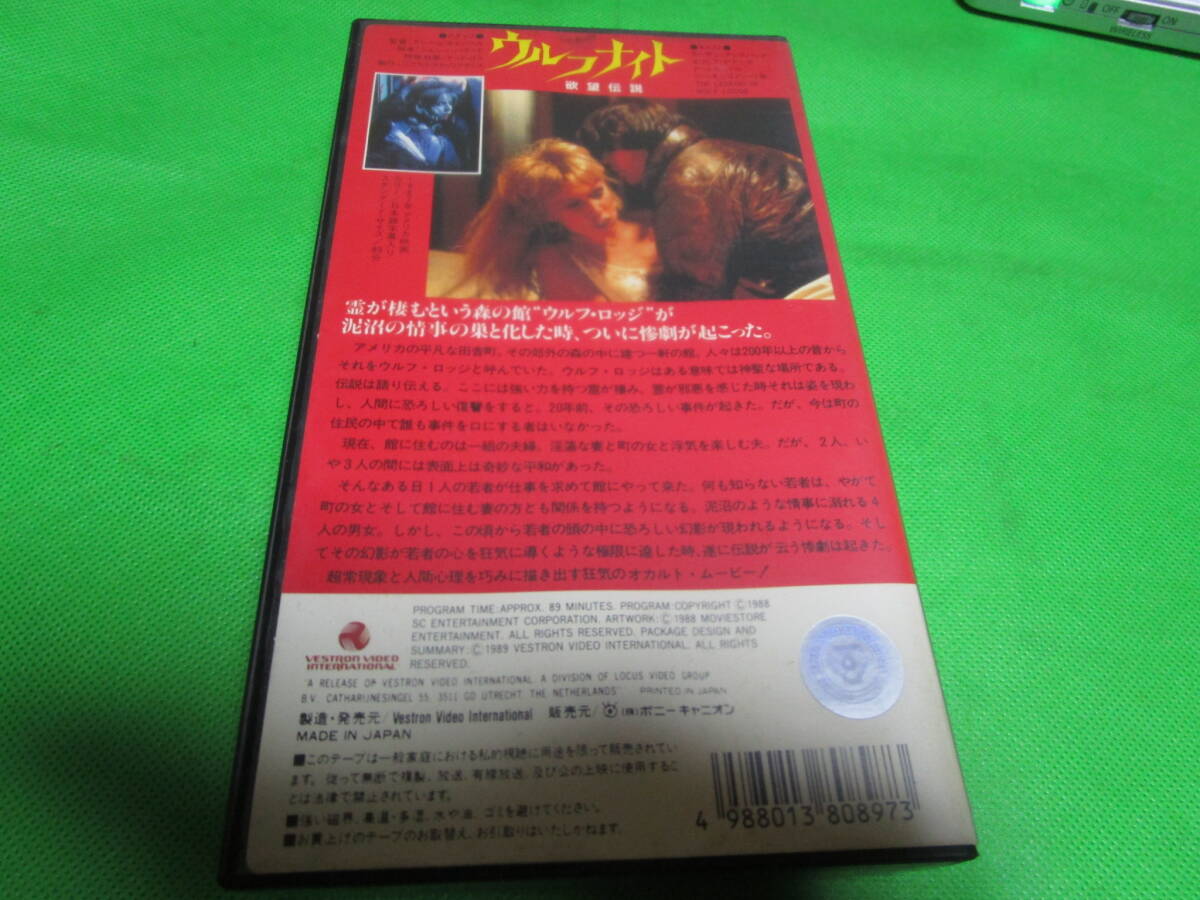 ウルフナイト
欲望伝説
●スタッフ●
●キャスト●
THE LEGEND OF
WOLF LODGE
霊が棲むという森の館“ウルフ・ロッジ”が
泥沼の情事の巣と化した時、ついに惨劇が起こった。
アメリカの平凡な田舎町。その郊外の森の中に建つ一軒の館。人々は200年以上の昔から
それをウルフ・ロッジと呼んでいた。ウルフ・ロッジはある意味では神聖な場所である。
伝説は語り伝える。ここには強い力を持つ霊が棲み、霊が邪悪を感じた時それは姿を現わ
し、人間に恐ろしい復讐をすると。20年前、その恐ろしい事件が起きた。だが、今は町の
住民の中で誰も事件を口にする者はいなかった。
現在、館に住むのは一組の夫婦。淫蕩な妻と町の女と浮気を楽しむ夫。だが、2人、い
や3人の間には表面上は奇妙な平和があった。
そんなある日1人の若者が仕事を求めて館にやって来た。何も知らない若者は、やがて
町の女とそして館に住む妻の方とも関係を持つようになる。泥沼のような情事に溺れる4
人の男女。しかし、この頃から若者の頭の中に恐ろしい幻影が現われるようになる。そし
てその幻影が若者の心を狂気に導くような極限に達した時、遂に伝説が云う惨劇は起きた。
超常現象と人間心理を巧みに描き出す狂気のオカルト・ムービー!
PROGRAM TIME:APPROX. 89 MINUTES. PROGRAM:COPYRIGHT Ⓒ 1988
SC ENTERTAINMENT CORPORATION. ARTWORK:Ⓒ 1988 MOVIESTORE
ENTERTAINMENT. ALL RIGHTS RESERVED. PACKAGE DESIGN AND
SUMMARY:Ⓒ 1989 VESTRON VIDEO INTERNATIONAL. ALL RIGHTS
RESERVED.
VESTRON VIDEO
INTERNATIONAL
"A RELEASE OF VESTRON VIDEO INTERNATIONAL. A DIVISION OF LOCUS VIDEO GROUP
B.V. CATHARIJNESINGEL 55. 3511 GD UTRECHT THE NETHERLANDS" PRINTED IN JAPAN
製造・発売元/Vestron Video International 販売元/(株)ポニーキャニオン
MADE IN JAPAN
■このテープは一般家庭における私的視聴に用途を限って販売されてい
ます。従って無断で複製、放送、有線放送、及び公の上映に使用するこ
とは法律で禁止されています。
■強い磁界、高温・多湿、水や油、ゴミを避けてください。
■お買上げのテープのお取替え、お引取りはいたしかねます。
4 988013 808973
OFF ON
WIRELESS